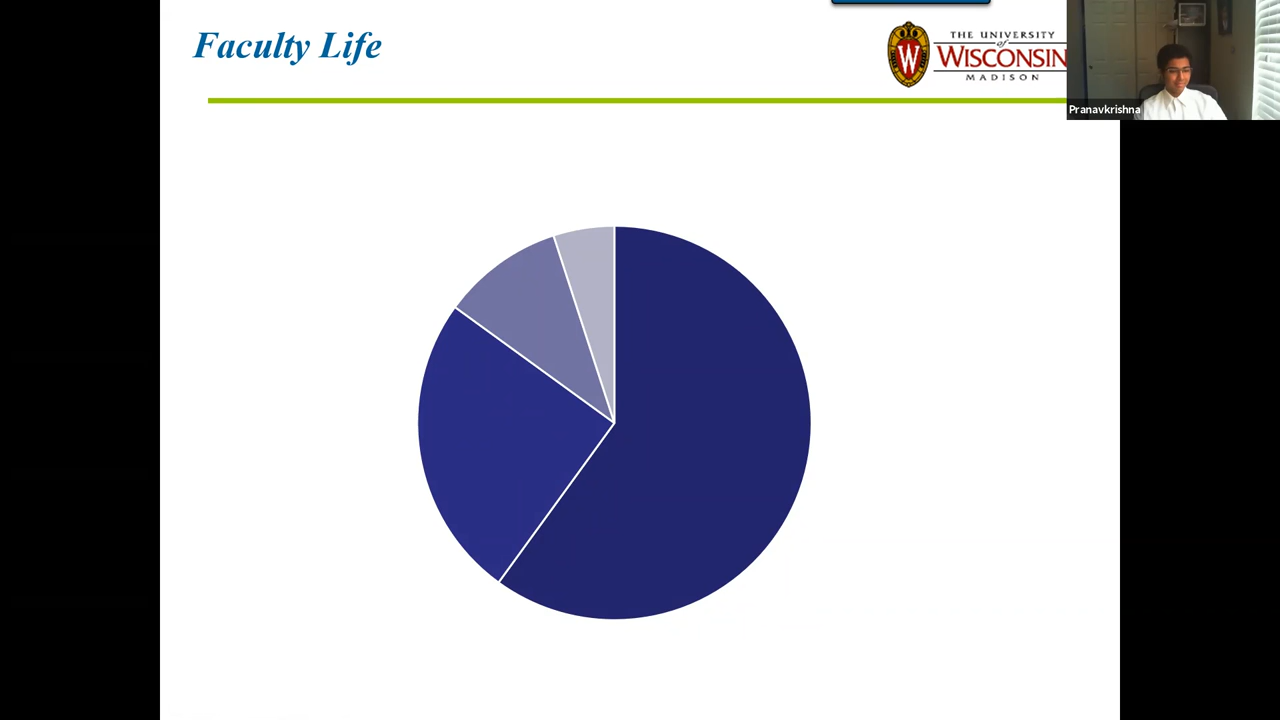 Faculty Life
THE UNIVERSITY
of
WISCONSIN
MADISON
W
Pranavkrishna